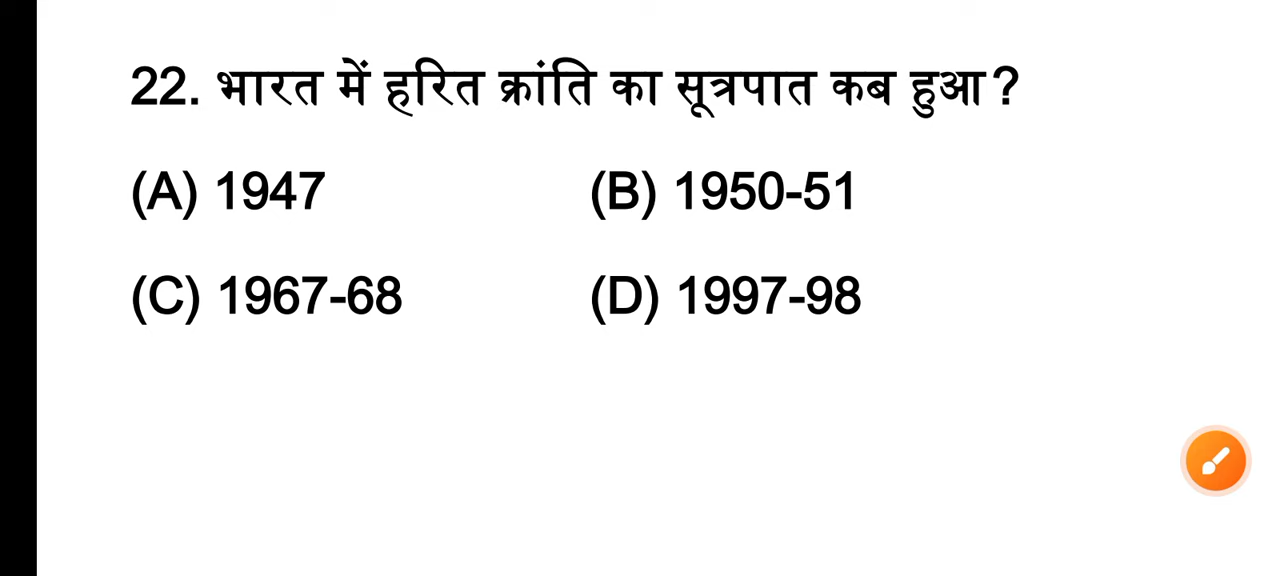 22. भारत में हरित क्रांति का सूत्रपात कब हुआ?
(A) 1947 (B) 1950-51
(C) 1967-68 (D) 1997-98